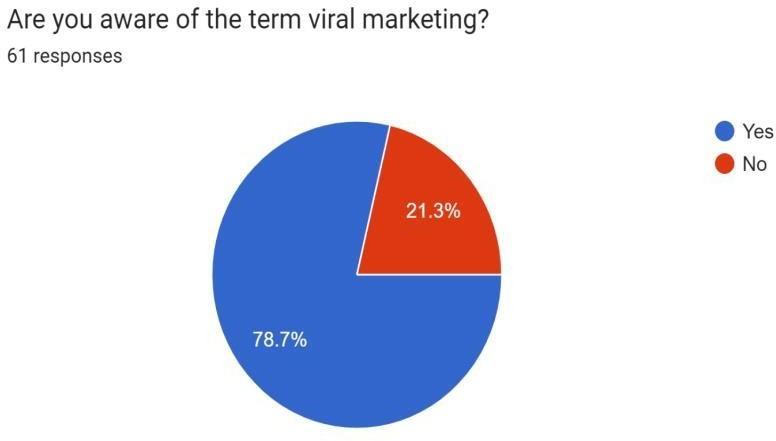 Are you aware of the term viral marketing?
61 responses
Yes
No
21.3%
78.7%